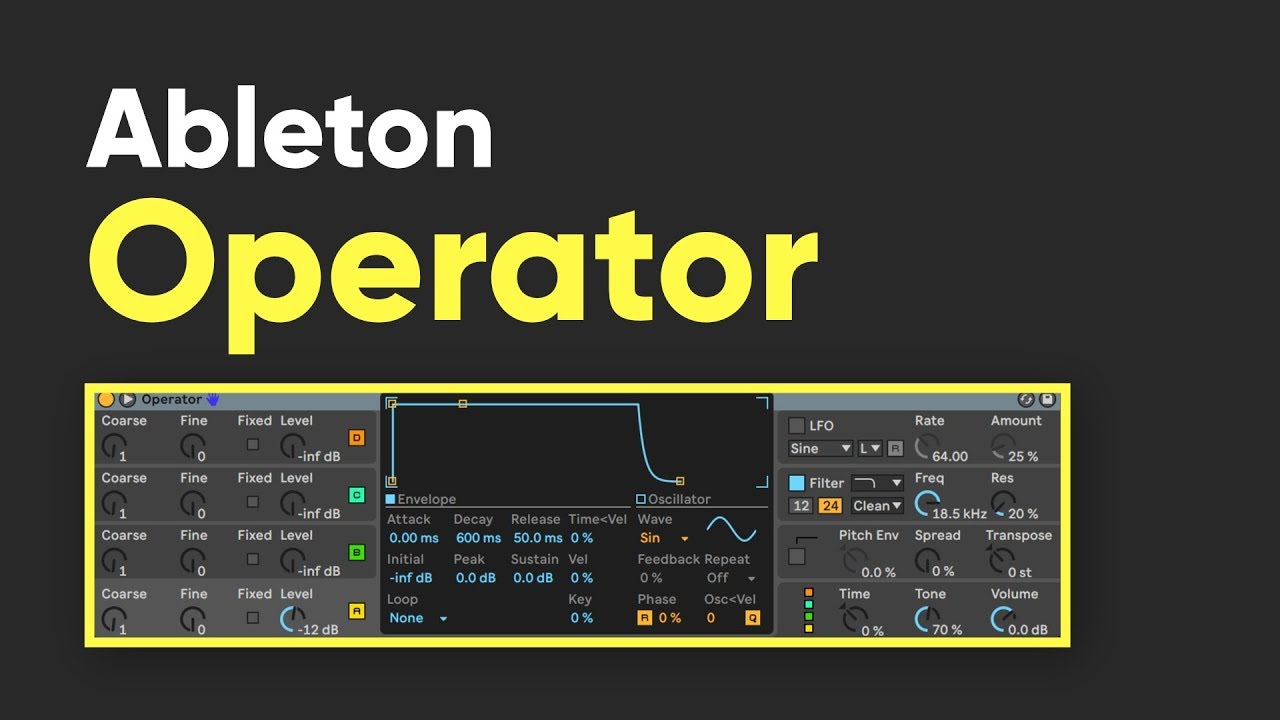 Ableton
Operator
Operator
Coarse Fine Fixed Level
1 0 -inf dB D
Coarse Fine Fixed Level
1 0 -inf dB C
Coarse Fine Fixed Level
1 0 -inf dB B
Coarse Fine Fixed Level
1 0 -12 dB A
Envelope Oscillator
Attack Decay Release Time<Vel Wave
0.00 ms 600 ms 50.0 ms 0 % Sin
Initial Peak Sustain Vel Feedback Repeat
-inf dB 0.0 dB 0.0 dB 0 % 0 % Off
Loop Key Phase Osc<Vel
None 0 % R 0 % 0 Q
LFO Rate Amount
Sine L R 64.00 25 %
Filter Freq Res
12 24 Clean 18.5 kHz 20 %
Pitch Env Spread Transpose
0.0 % 0 % 0 st
Time Tone Volume
0 % 70 % 0.0 dB